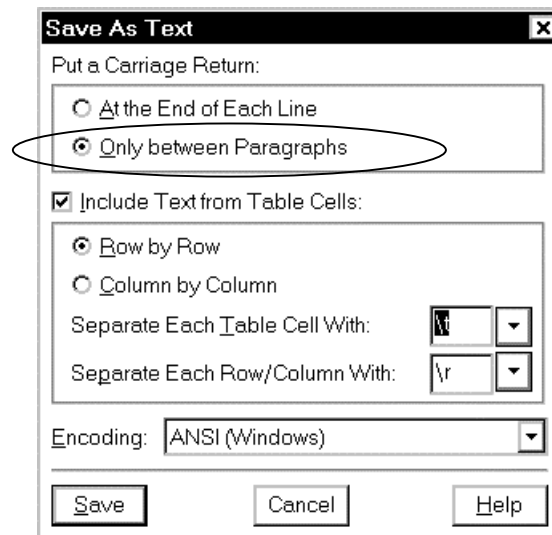 Save As Text
Put a Carriage Return:
At the End of Each Line
Only between Paragraphs
Include Text from Table Cells:
Row by Row
Column by Column
Separate Each Table Cell With: \t
Separate Each Row/Column With: \r
Encoding: ANSI (Windows)
Save Cancel Help